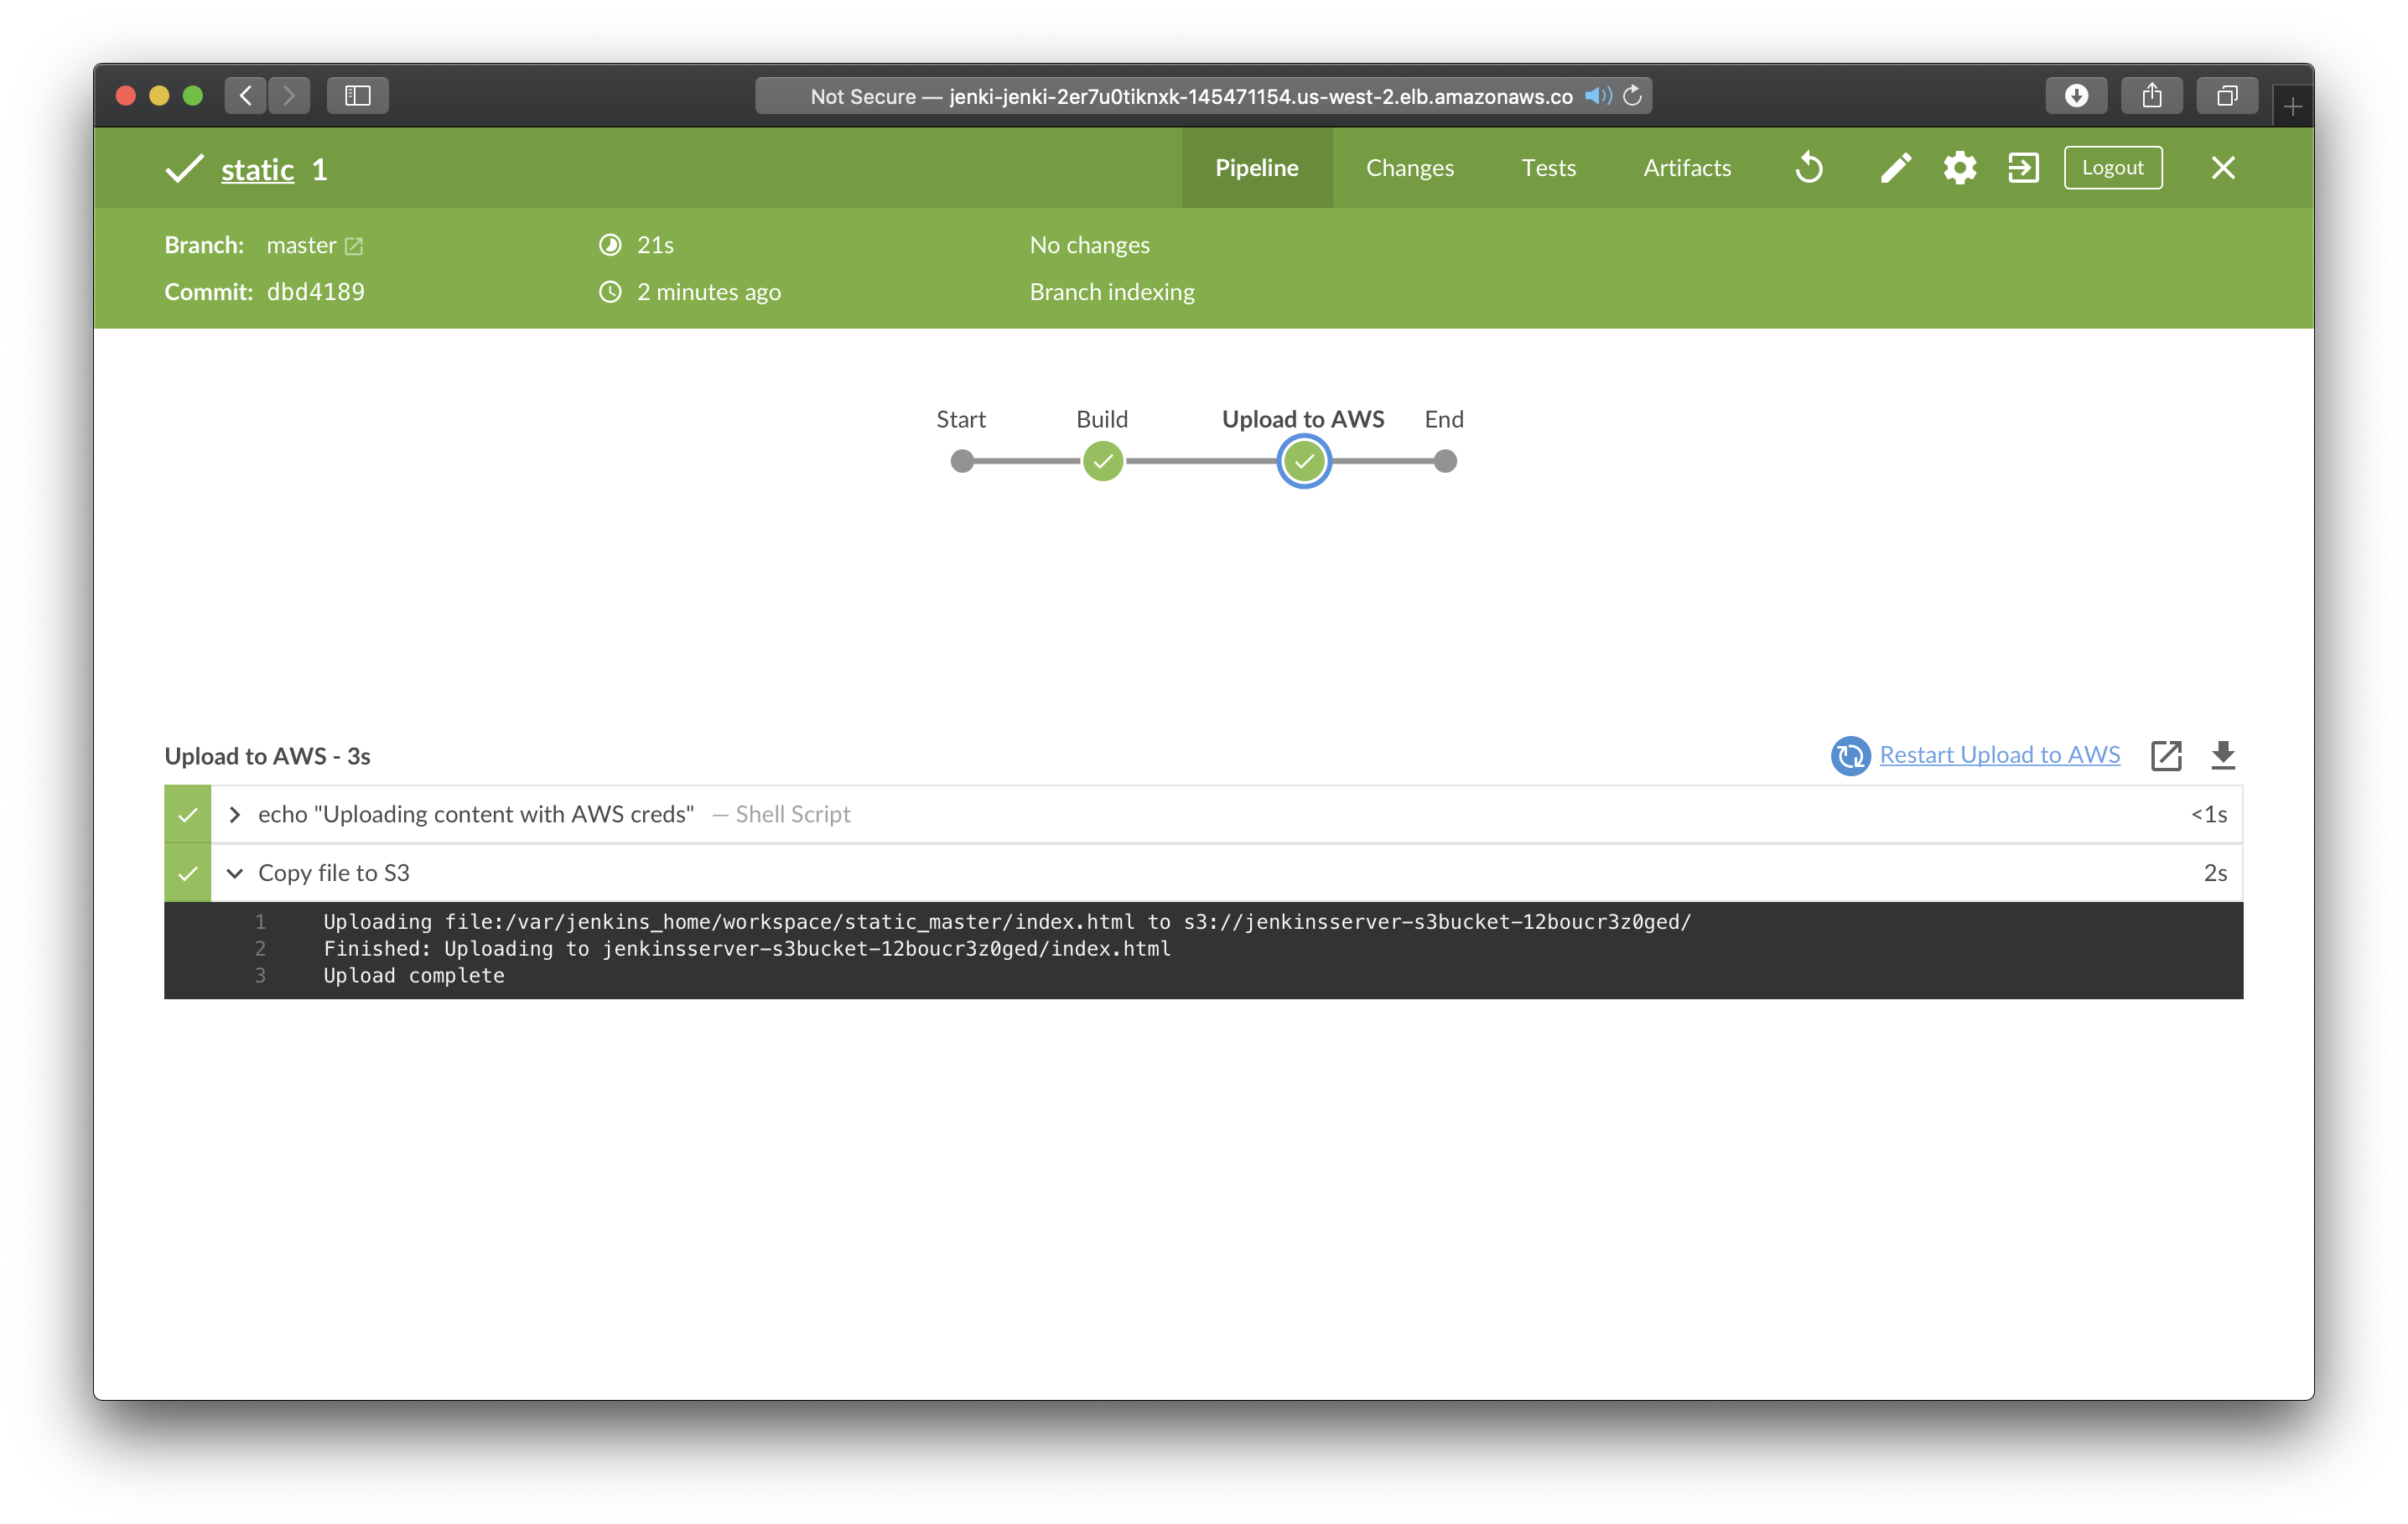 Not Secure — jenki-jenki-2er7u0tiknxk-145471154.us-west-2.elb.amazonaws.co
static 1
Pipeline Changes Tests Artifacts Logout
Branch: master 21s No changes
Commit: dbd4189 2 minutes ago Branch indexing
Start Build Upload to AWS End
Upload to AWS - 3s Restart Upload to AWS
echo "Uploading content with AWS creds" — Shell Script <1s
Copy file to S3 2s
1 Uploading file:/var/jenkins_home/workspace/static_master/index.html to s3://jenkinsserver-s3bucket-12boucr3z0ged/
2 Finished: Uploading to jenkinsserver-s3bucket-12boucr3z0ged/index.html
3 Upload complete